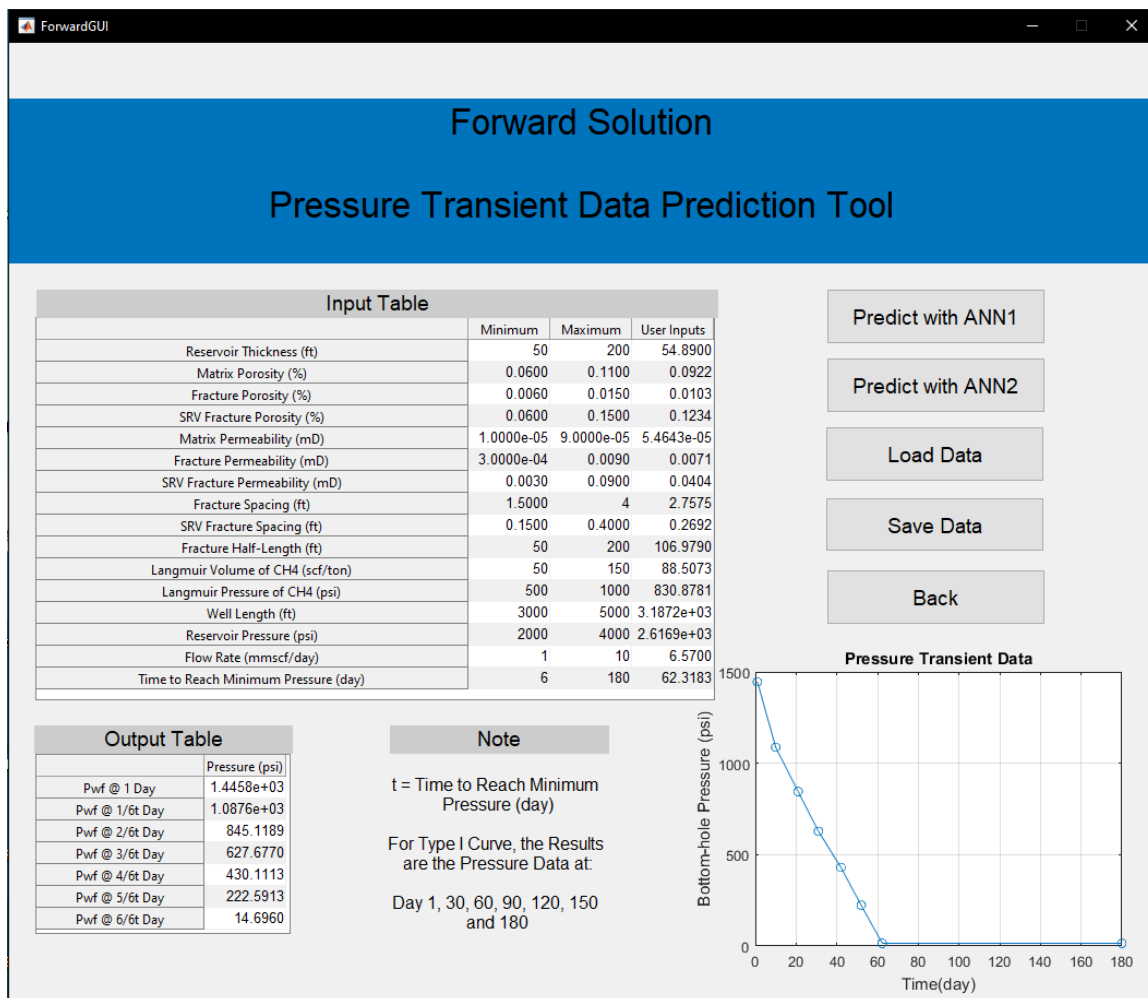 ForwardGUI
Forward Solution
Pressure Transient Data Prediction Tool
Input Table
Minimum Maximum User Inputs
Reservoir Thickness (ft) 50 200 54.8900
Matrix Porosity (%) 0.0600 0.1100 0.0922
Fracture Porosity (%) 0.0060 0.0150 0.0103
SRV Fracture Porosity (%) 0.0600 0.1500 0.1234
Matrix Permeability (mD) 1.0000e-05 9.0000e-05 5.4643e-05
Fracture Permeability (mD) 3.0000e-04 0.0090 0.0071
SRV Fracture Permeability (mD) 0.0030 0.0900 0.0404
Fracture Spacing (ft) 1.5000 4 2.7575
SRV Fracture Spacing (ft) 0.1500 0.4000 0.2692
Fracture Half-Length (ft) 50 200 106.9790
Langmuir Volume of CH4 (scf/ton) 50 150 88.5073
Langmuir Pressure of CH4 (psi) 500 1000 830.8781
Well Length (ft) 3000 5000 3.1872e+03
Reservoir Pressure (psi) 2000 4000 2.6169e+03
Flow Rate (mmscf/day) 1 10 6.5700
Time to Reach Minimum Pressure (day) 6 180 62.3183
Predict with ANN1
Predict with ANN2
Load Data
Save Data
Back
Output Table
Pressure (psi)
Pwf @ 1 Day 1.4458e+03
Pwf @ 1/6t Day 1.0876e+03
Pwf @ 2/6t Day 845.1189
Pwf @ 3/6t Day 627.6770
Pwf @ 4/6t Day 430.1113
Pwf @ 5/6t Day 222.5913
Pwf @ 6/6t Day 14.6960
Note
t = Time to Reach Minimum
Pressure (day)
For Type I Curve, the Results
are the Pressure Data at:
Day 1, 30, 60, 90, 120, 150
and 180
Pressure Transient Data
Bottom-hole Pressure (psi)
1500
1000
500
0
0 20 40 60 80 100 120 140 160 180
Time(day)